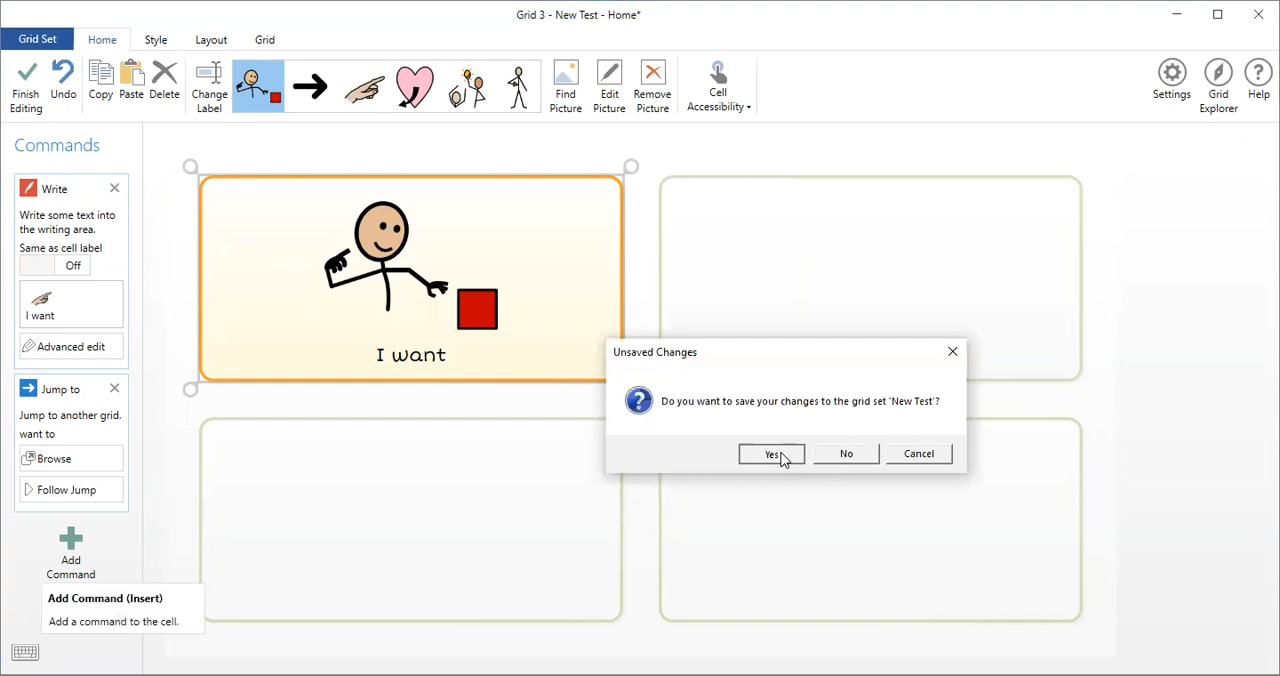 Grid 3 - New Test - Home*
Grid Set
Home
Style
Layout
Grid
Finish Editing
Undo
Copy
Paste
Delete
Change Label
Find Picture
Edit Picture
Remove Picture
Cell Accessibility
Settings
Grid Explorer
Help
Commands
Write
Write some text into
the writing area.
Same as cell label
Off
I want
Advanced edit
Jump to
Jump to another grid.
want to
Browse
Follow Jump
Add
Command
Add Command (Insert)
Add a command to the cell.
I want
Unsaved Changes
Do you want to save your changes to the grid set 'New Test'?
Yes
No
Cancel